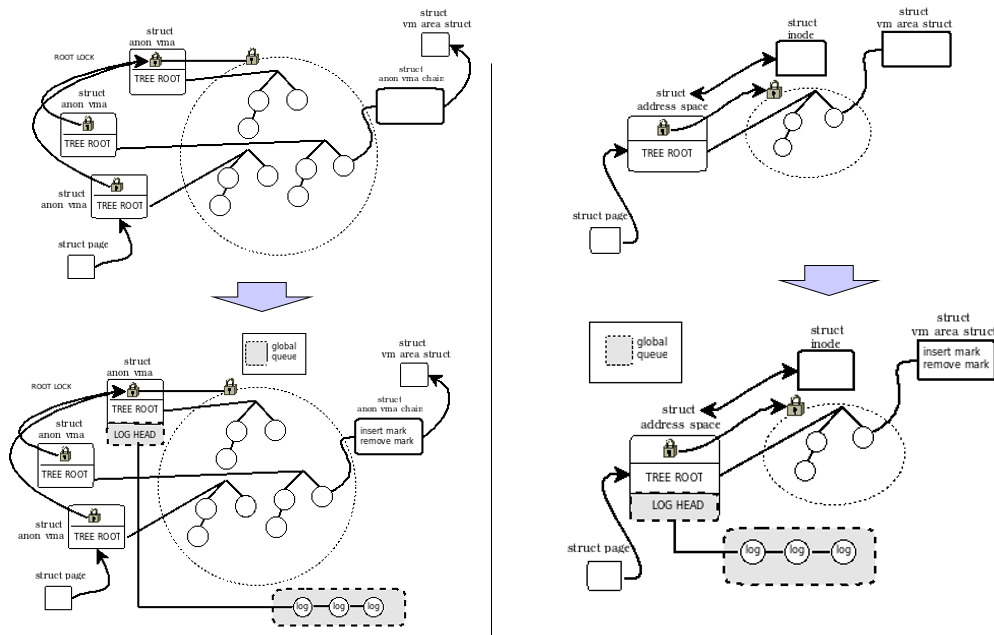 struct
anon vma
ROOT LOCK
TREE ROOT
struct
anon vma
TREE ROOT
struct
anon vma
TREE ROOT
struct page
struct
vm area struct
struct
anon vma chain
struct
inode
struct
vm area struct
struct
address space
TREE ROOT
struct page
global
queue
struct
anon vma
ROOT LOCK
TREE ROOT
LOG HEAD
struct
anon vma
TREE ROOT
struct
anon vma
TREE ROOT
struct page
struct
vm area struct
struct
anon vma chain
insert mark
remove mark
log
log
log
global
queue
struct
inode
struct
vm area struct
insert mark
remove mark
struct
address space
TREE ROOT
LOG HEAD
struct page
log
log
log